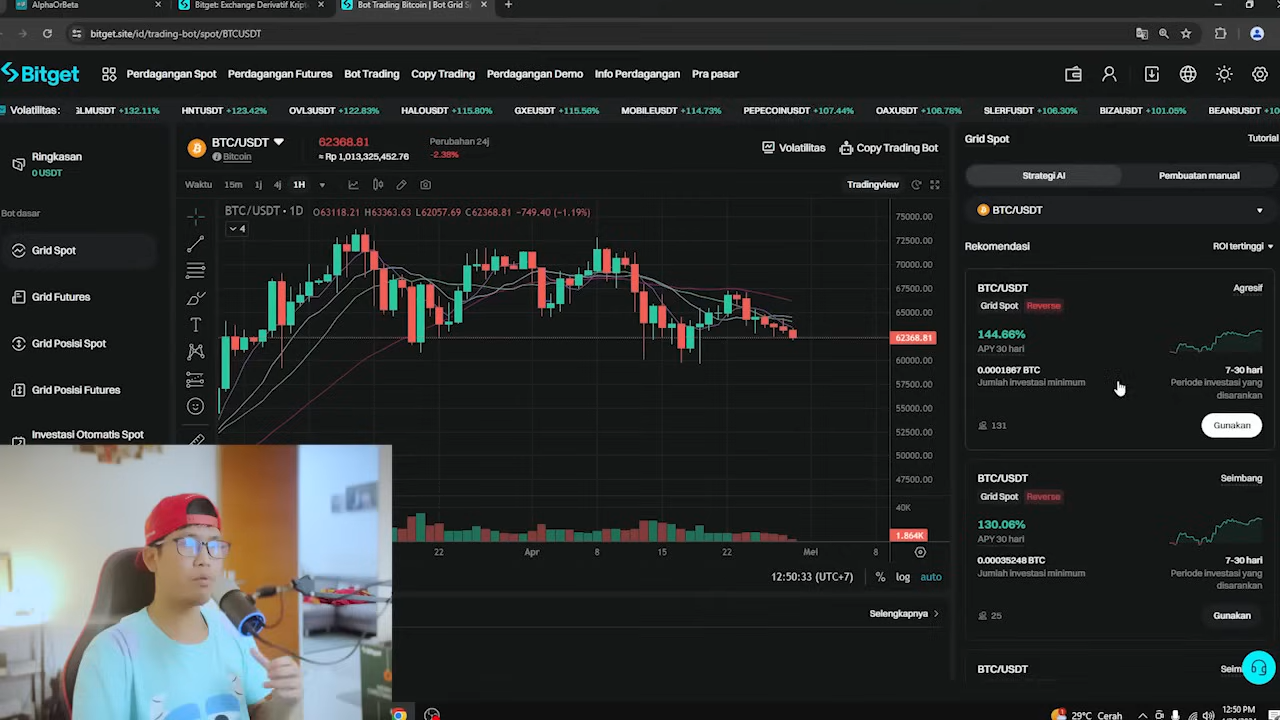 AlphaOrBeta
Bitget: Exchange Derivatif Kript
Bot Trading Bitcoin | Bot Grid S
bitget.site/id/trading-bot/spot/BTCUSDT
Bitget
Perdagangan Spot
Perdagangan Futures
Bot Trading
Copy Trading
Perdagangan Demo
Info Perdagangan
Pra pasar
Volatilitas:
LMUSDT +132.11%
HNTUSDT +123.42%
OVL3USDT +122.83%
HALOUSDT +115.80%
GXEUSDT +115.56%
MOBILEUSDT +114.73%
PEPECOINUSDT +107.44%
OAXUSDT +106.78%
SLERFUSDT +106.30%
BIZAUSDT +101.05%
BEANSUSDT +10
Ringkasan
0 USDT
Bot dasar
Grid Spot
Grid Futures
Grid Posisi Spot
Grid Posisi Futures
Investasi Otomatis Spot
BTC/USDT
Bitcoin
62368.81
≈ Rp 1,013,325,452.76
Perubahan 24j
-2.38%
Volatilitas
Copy Trading Bot
Waktu
15m
1j
4j
1H
Tradingview
BTC/USDT · 1D O63118.21 H63363.63 L62057.69 C62368.81 -749.40 (-1.19%)
4
75000.00
72500.00
70000.00
67500.00
65000.00
62368.81
60000.00
57500.00
55000.00
52500.00
50000.00
47500.00
40K
1.864K
22
Apr
8
15
22
Mei
8
12:50:33 (UTC+7)
%
log
auto
Selengkapnya
Grid Spot
Tutorial
Strategi AI
Pembuatan manual
BTC/USDT
Rekomendasi
ROI tertinggi
BTC/USDT
Agresif
Grid Spot
Reverse
144.66%
APY 30 hari
0.0001867 BTC
Jumlah investasi minimum
7-30 hari
Periode investasi yang
disarankan
131
Gunakan
BTC/USDT
Seimbang
Grid Spot
Reverse
130.06%
APY 30 hari
0.00035248 BTC
Jumlah investasi minimum
7-30 hari
Periode investasi yang
disarankan
25
Gunakan
BTC/USDT
Seim
29°C Cerah
12:50 PM